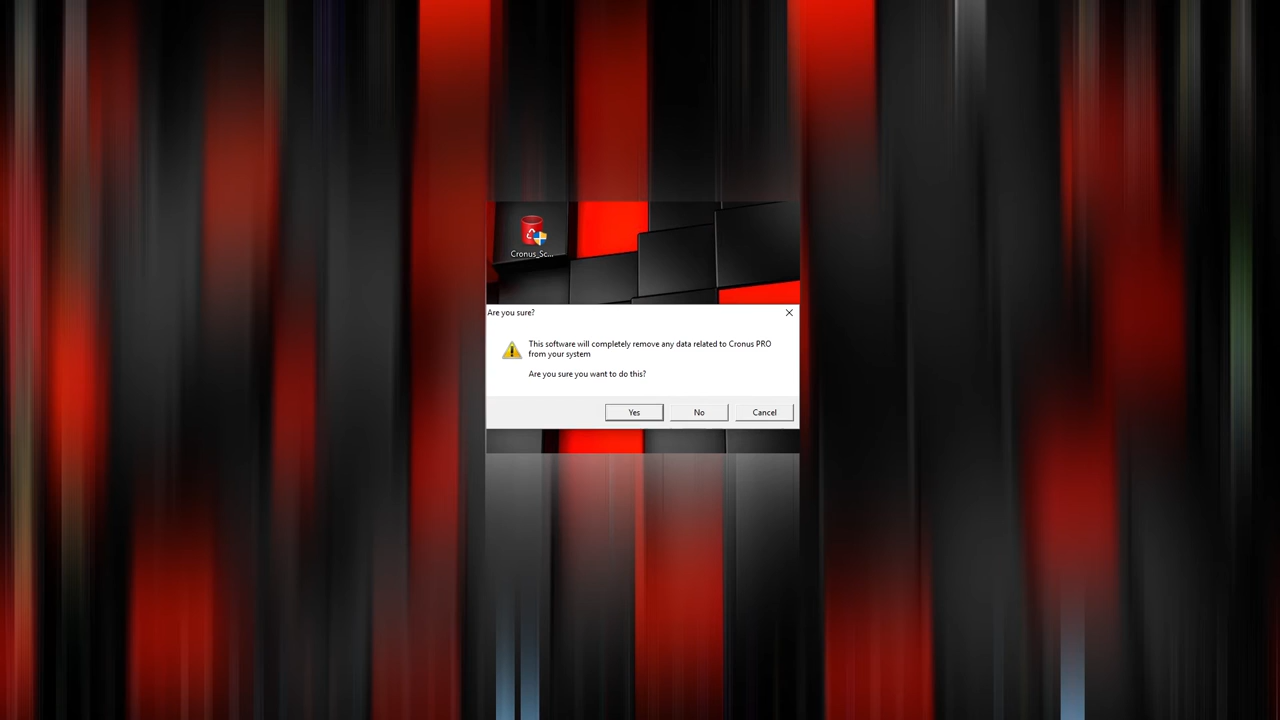 Cronus_Sc...
Are you sure?
This software will completely remove any data related to Cronus PRO
from your system
Are you sure you want to do this?
Yes No Cancel